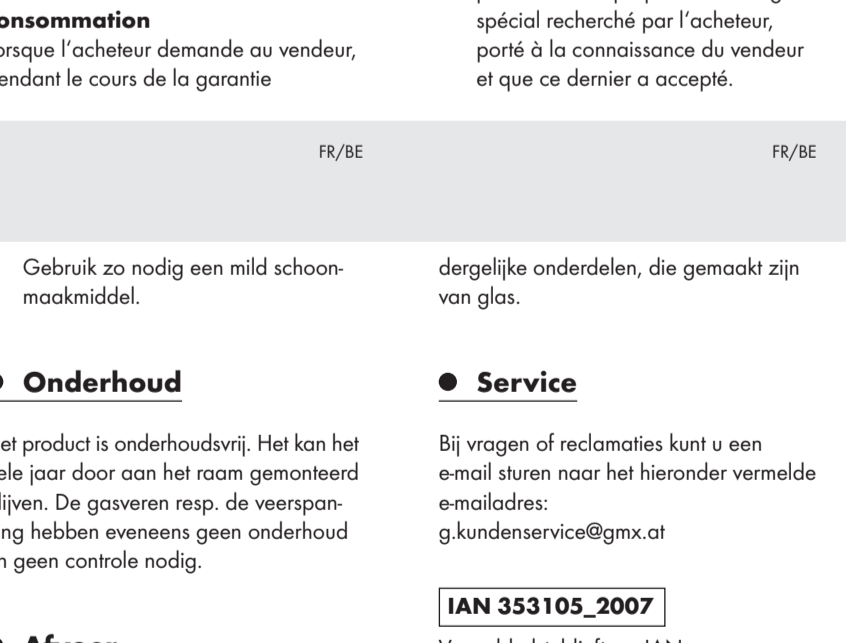 onsommation
orsque l'acheteur demande au vendeur,
endant le cours de la garantie
spécial recherché par l'acheteur,
porté à la connaissance du vendeur
et que ce dernier a accepté.
FR/BE
FR/BE
Gebruik zo nodig een mild schoon-
maakmiddel.
● Onderhoud
et product is onderhoudsvrij. Het kan het
ele jaar door aan het raam gemonteerd
lijven. De gasveren resp. de veerspan-
ng hebben eveneens geen onderhoud
n geen controle nodig.
dergelijke onderdelen, die gemaakt zijn
van glas.
● Service
Bij vragen of reclamaties kunt u een
e-mail sturen naar het hieronder vermelde
e-mailadres:
g.kundenservice@gmx.at
IAN 353105_2007